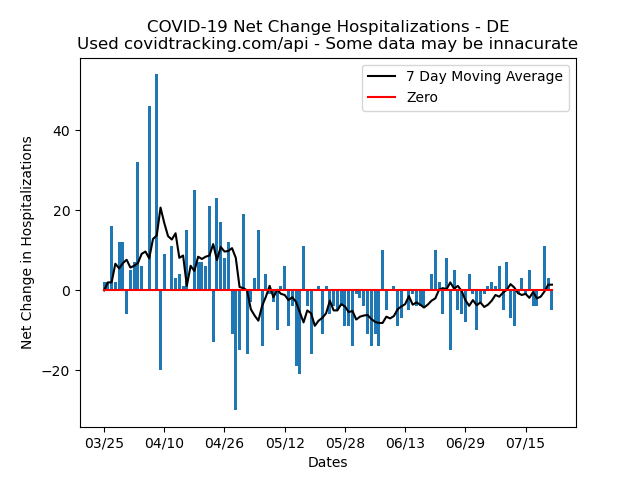 COVID-19 Net Change Hospitalizations - DE
Used covidtracking.com/api - Some data may be innacurate
7 Day Moving Average
Zero
Net Change in Hospitalizations
40
20
0
−20
03/25 04/10 04/26 05/12 05/28 06/13 06/29 07/15
Dates